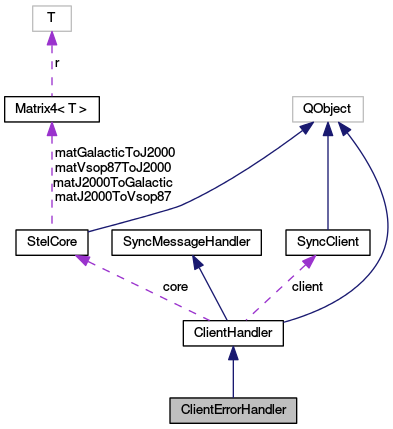 T
r
Matrix4< T >
QObject
matGalacticToJ2000
matVsop87ToJ2000
matJ2000ToGalactic
matJ2000ToVsop87
StelCore
SyncMessageHandler
SyncClient
core
client
ClientHandler
ClientErrorHandler